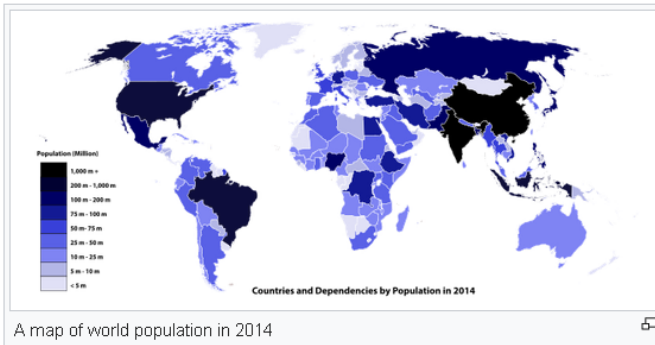 Population (Million)
1,000 m +
200 m - 1,000 m
100 m - 200 m
75 m - 100 m
50 m - 75 m
25 m - 50 m
10 m - 25 m
5 m - 10 m
< 5 m
Countries and Dependencies by Population in 2014
A map of world population in 2014